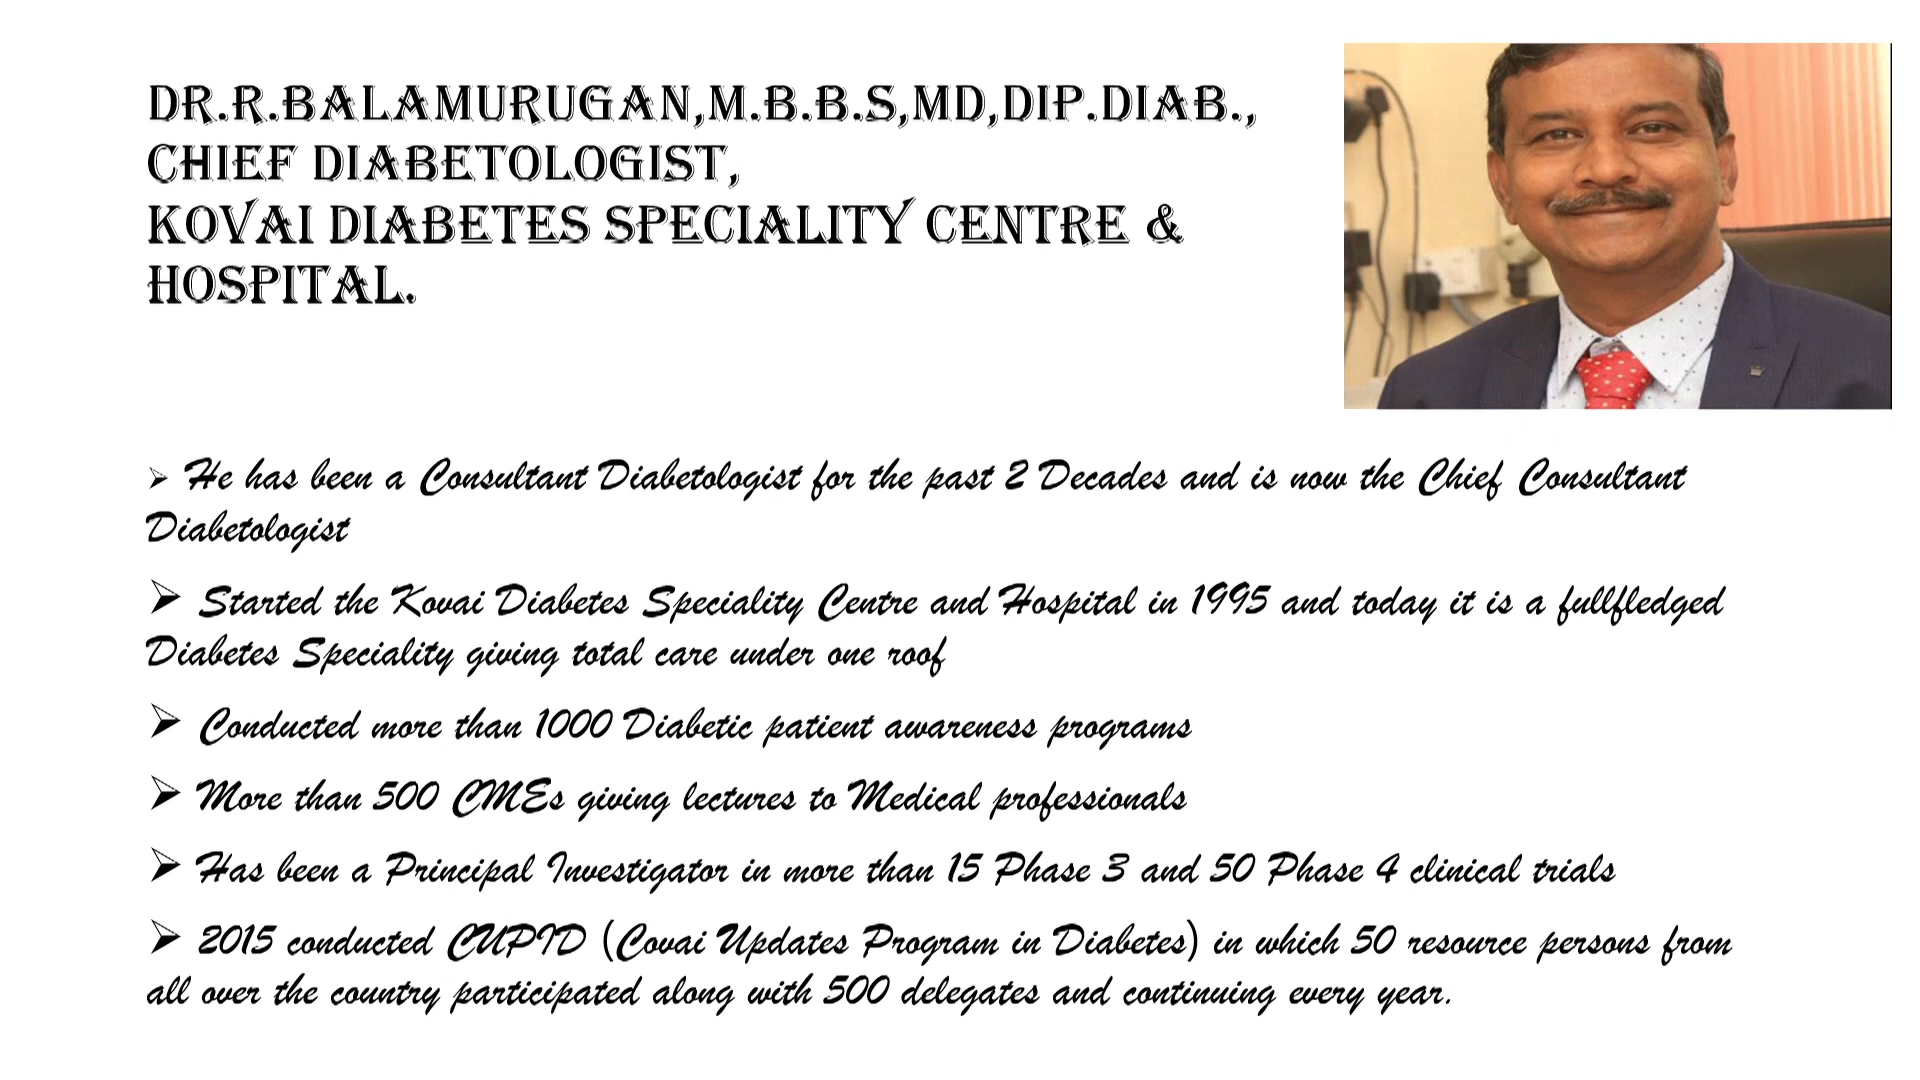 DR.R.BALAMURUGAN,M.B.B.S,MD,DIP.DIAB.,
CHIEF DIABETOLOGIST,
KOVAI DIABETES SPECIALITY CENTRE &
HOSPITAL.
➢ He has been a Consultant Diabetologist for the past 2 Decades and is now the Chief Consultant
Diabetologist
➢ Started the Kovai Diabetes Speciality Centre and Hospital in 1995 and today it is a fullfledged
Diabetes Speciality giving total care under one roof
➢ Conducted more than 1000 Diabetic patient awareness programs
➢ More than 500 CMEs giving lectures to Medical professionals
➢ Has been a Principal Investigator in more than 15 Phase 3 and 50 Phase 4 clinical trials
➢ 2015 conducted CUPID (Covai Updates Program in Diabetes) in which 50 resource persons from
all over the country participated along with 500 delegates and continuing every year.